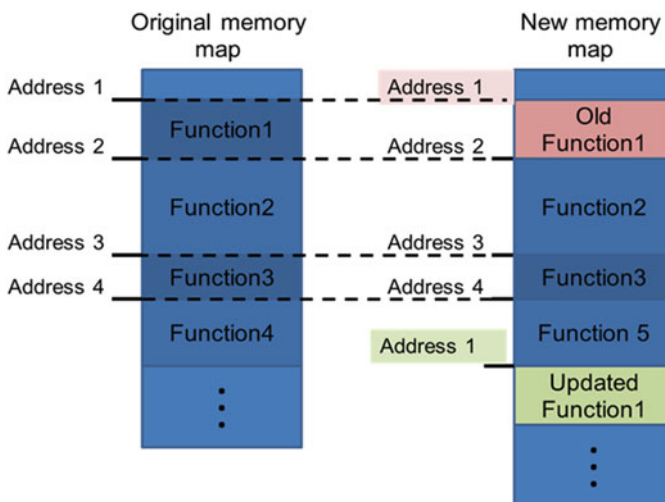 Original memory
map
New memory
map
Address 1
Address 1
Function1
Old
Function1
Address 2
Address 2
Function2
Function2
Address 3
Address 3
Function3
Function3
Address 4
Address 4
Function4
Function 5
Address 1
Updated
Function1